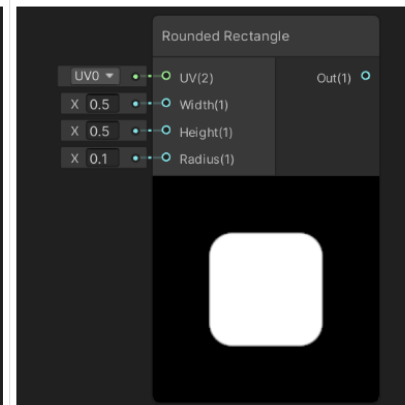 Rounded Rectangle
UV0 UV(2) Out(1)
X 0.5 Width(1)
X 0.5 Height(1)
X 0.1 Radius(1)